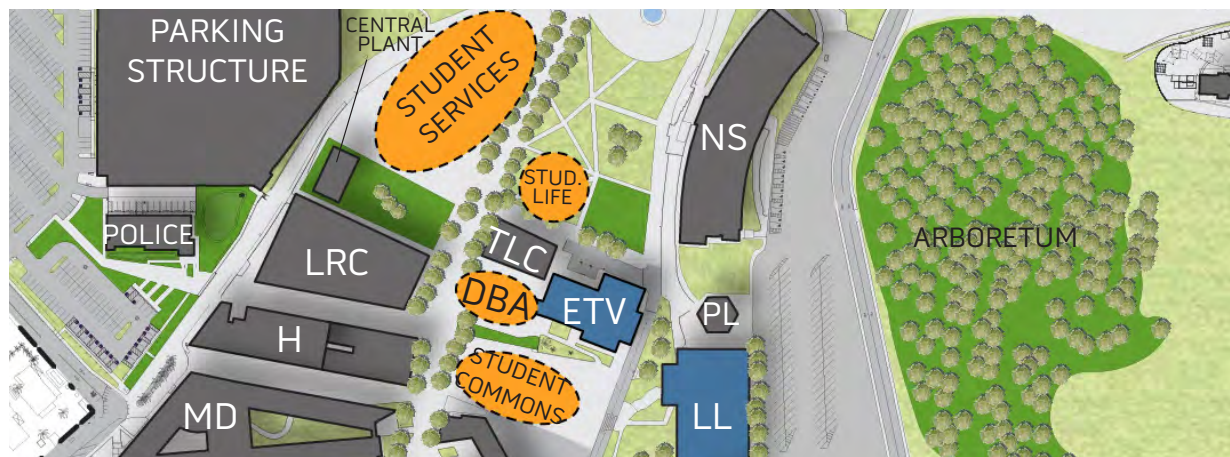 PARKING
STRUCTURE
CENTRAL
PLANT
STUDENT
SERVICES
NS
STUD.
LIFE
POLICE
LRC
TLC
ARBORETUM
DBA
ETV
PL
H
STUDENT
COMMONS
MD
LL